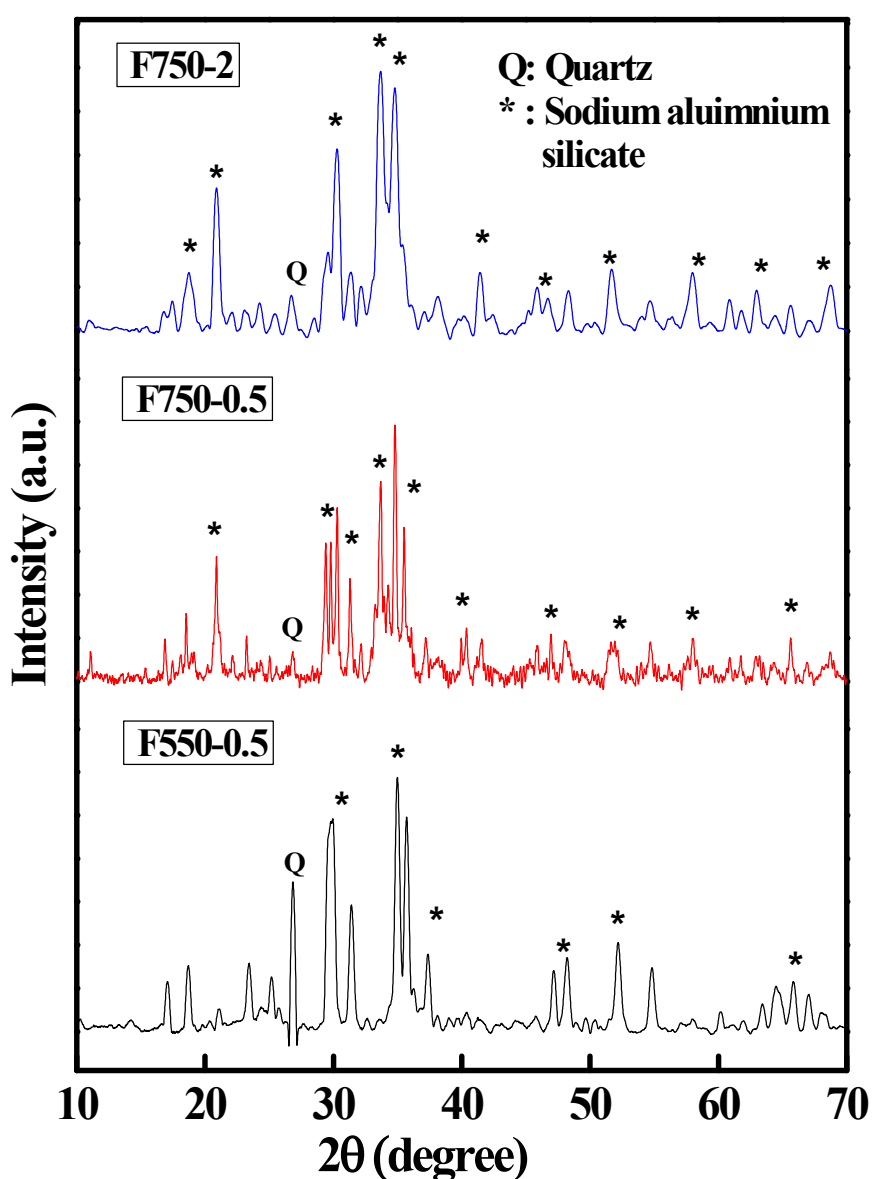 F750-2
Q: Quartz
* : Sodium aluimnium
silicate
* * * * * Q * * * * * *
F750-0.5
* * * * * Q * * * * *
F550-0.5
* * Q * * * *
Intensity (a.u.)
10 20 30 40 50 60 70
2θ (degree)